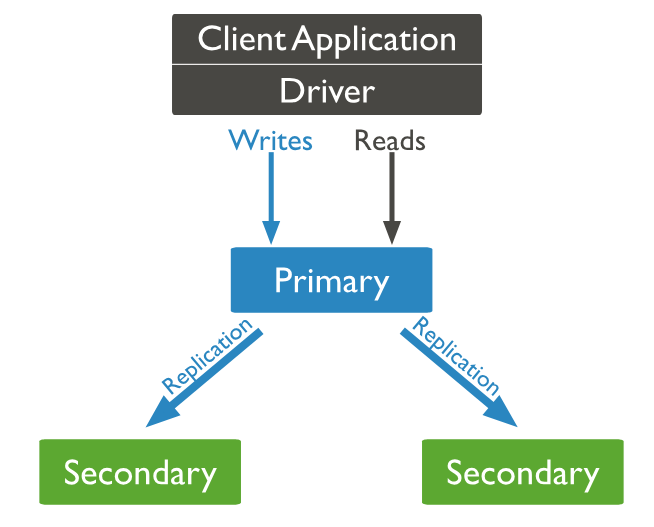 Client Application
Driver
Writes
Reads
Primary
Replication
Replication
Secondary
Secondary